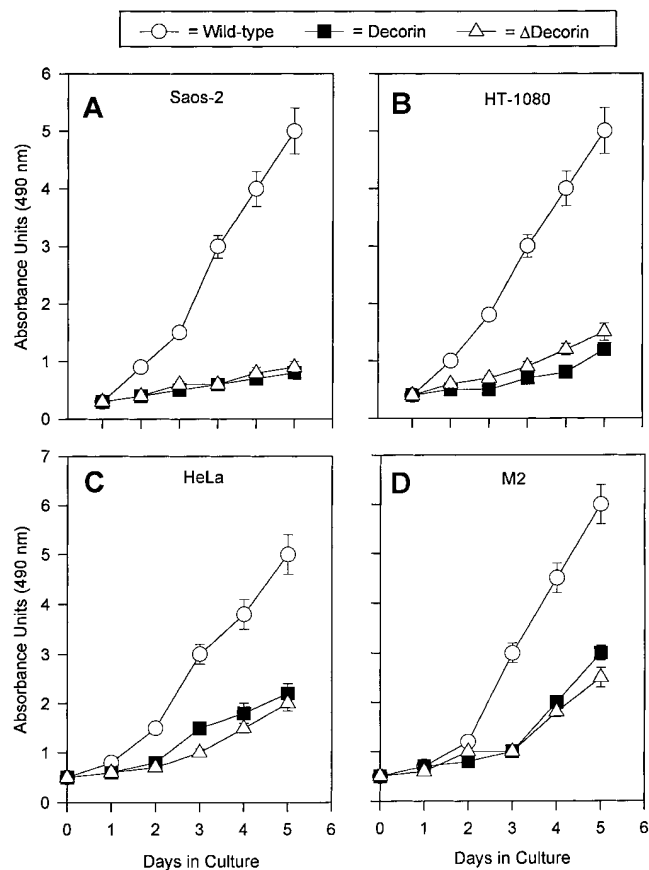 = Wild-type = Decorin = ΔDecorin
A
Saos-2
B
HT-1080
Absorbance Units (490 nm)
6
5
4
3
2
1
0
C
HeLa
D
M2
Absorbance Units (490 nm)
7
6
5
4
3
2
1
0
0 1 2 3 4 5 6
0 1 2 3 4 5 6
Days in Culture
Days in Culture